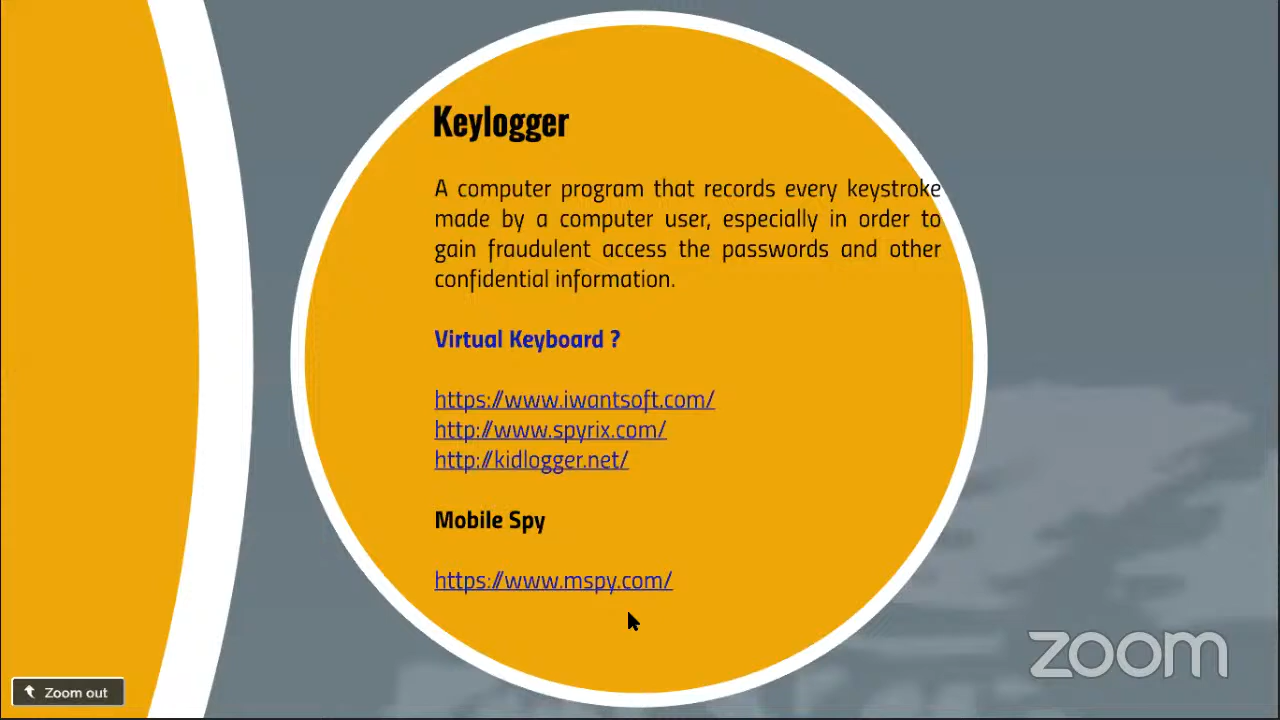 Keylogger
A computer program that records every keystroke
made by a computer user, especially in order to
gain fraudulent access the passwords and other
confidential information.
Virtual Keyboard ?
https://www.iwantsoft.com/
http://www.spyrix.com/
http://kidlogger.net/
Mobile Spy
https://www.mspy.com/
Zoom out
zoom